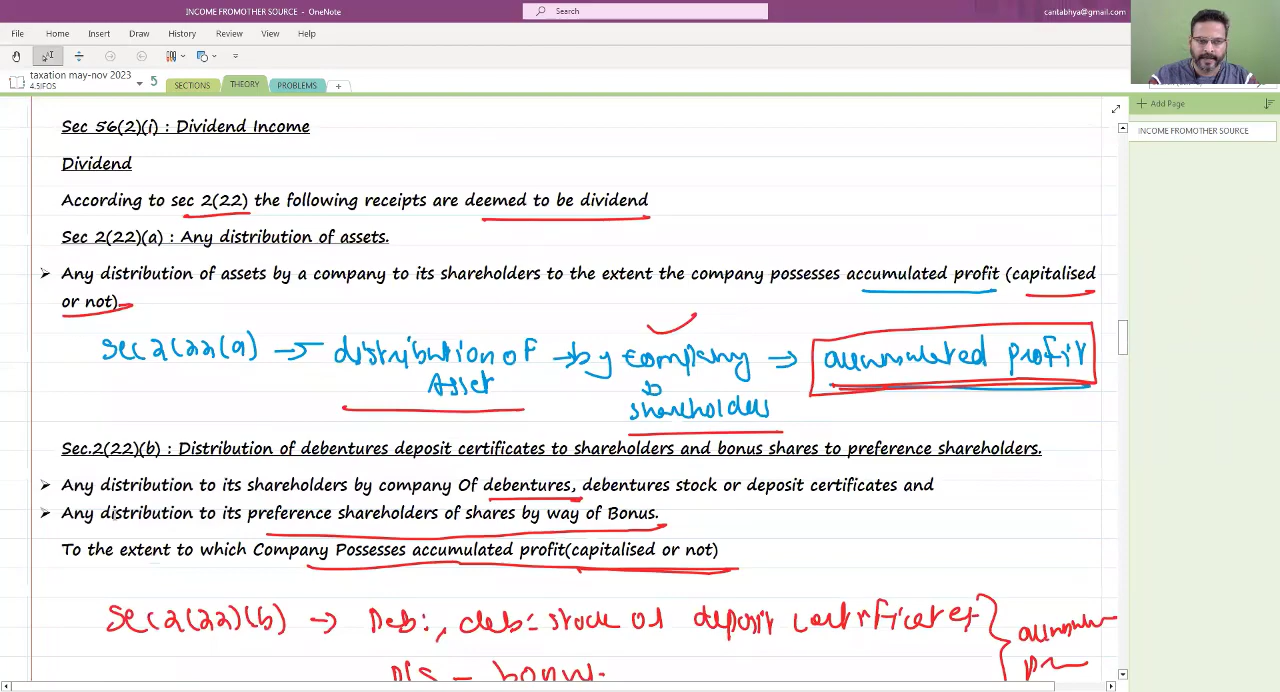 INCOME FROMOTHER SOURCE - OneNote
Search
cantabhya@gmail.com
File Home Insert Draw History Review View Help
taxation may-nov 2023
4.5IFOS
SECTIONS THEORY PROBLEMS +
+ Add Page
INCOME FROMOTHER SOURCE
Sec 56(2)(i) : Dividend Income
Dividend
According to sec 2(22) the following receipts are deemed to be dividend
Sec 2(22)(a) : Any distribution of assets.
➢ Any distribution of assets by a company to its shareholders to the extent the company possesses accumulated profit (capitalised
or not).
sec 2(22(a) → distribution of → by company → accumulated profit
Asset to
shareholders
Sec.2(22)(b) : Distribution of debentures deposit certificates to shareholders and bonus shares to preference shareholders.
➢ Any distribution to its shareholders by company Of debentures, debentures stock or deposit certificates and
➢ Any distribution to its preference shareholders of shares by way of Bonus.
To the extent to which Company Possesses accumulated profit(capitalised or not)
Sec 2(22)(b) → Deb:, deb= stock or deposit certificates
bonus.